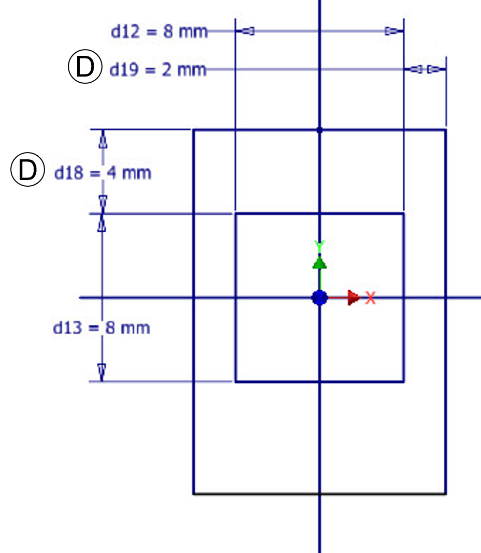 d12 = 8 mm
D d19 = 2 mm
D d18 = 4 mm
Y
X
d13 = 8 mm